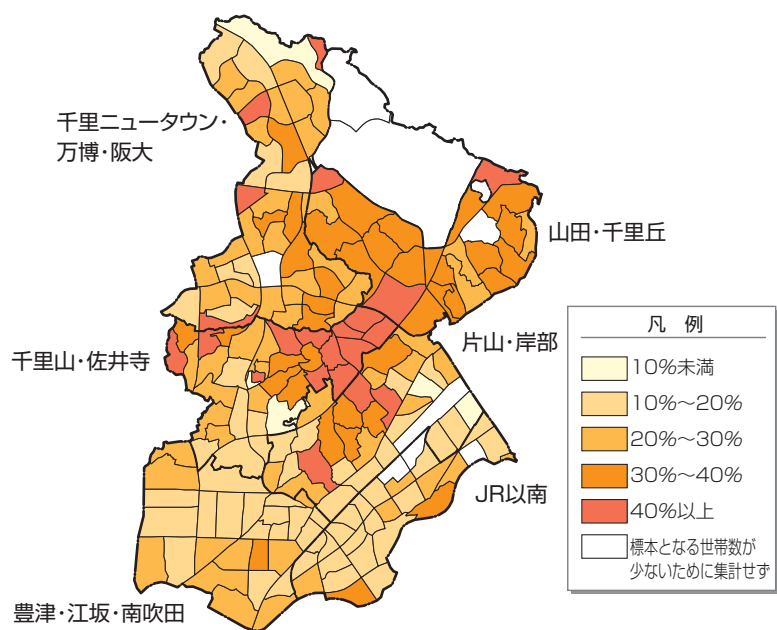 千里ニュータウン・
万博・阪大
山田・千里丘
片山・岸部
千里山・佐井寺
JR以南
豊津・江坂・南吹田
凡 例
10%未満
10%〜20%
20%〜30%
30%〜40%
40%以上
標本となる世帯数が
少ないために集計せず